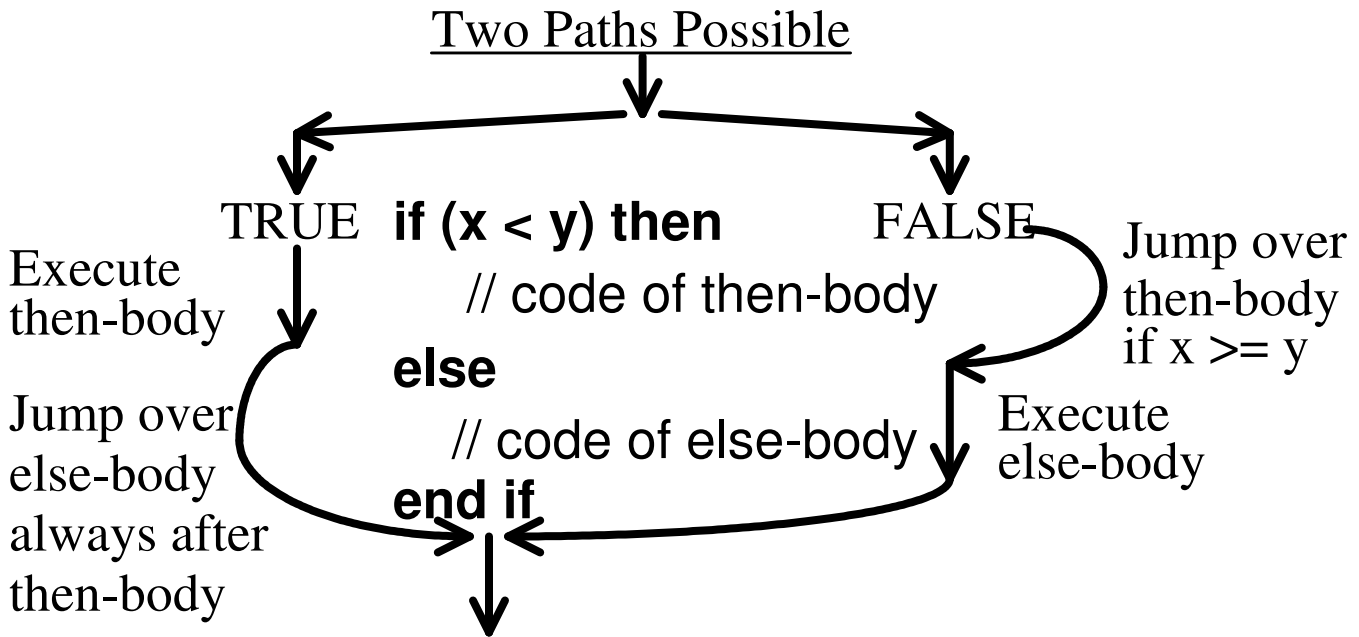 Two Paths Possible
TRUE
if (x < y) then
FALSE
Execute
then-body
Jump over
then-body
if x >= y
// code of then-body
else
Jump over
else-body
always after
then-body
// code of else-body
Execute
else-body
end if